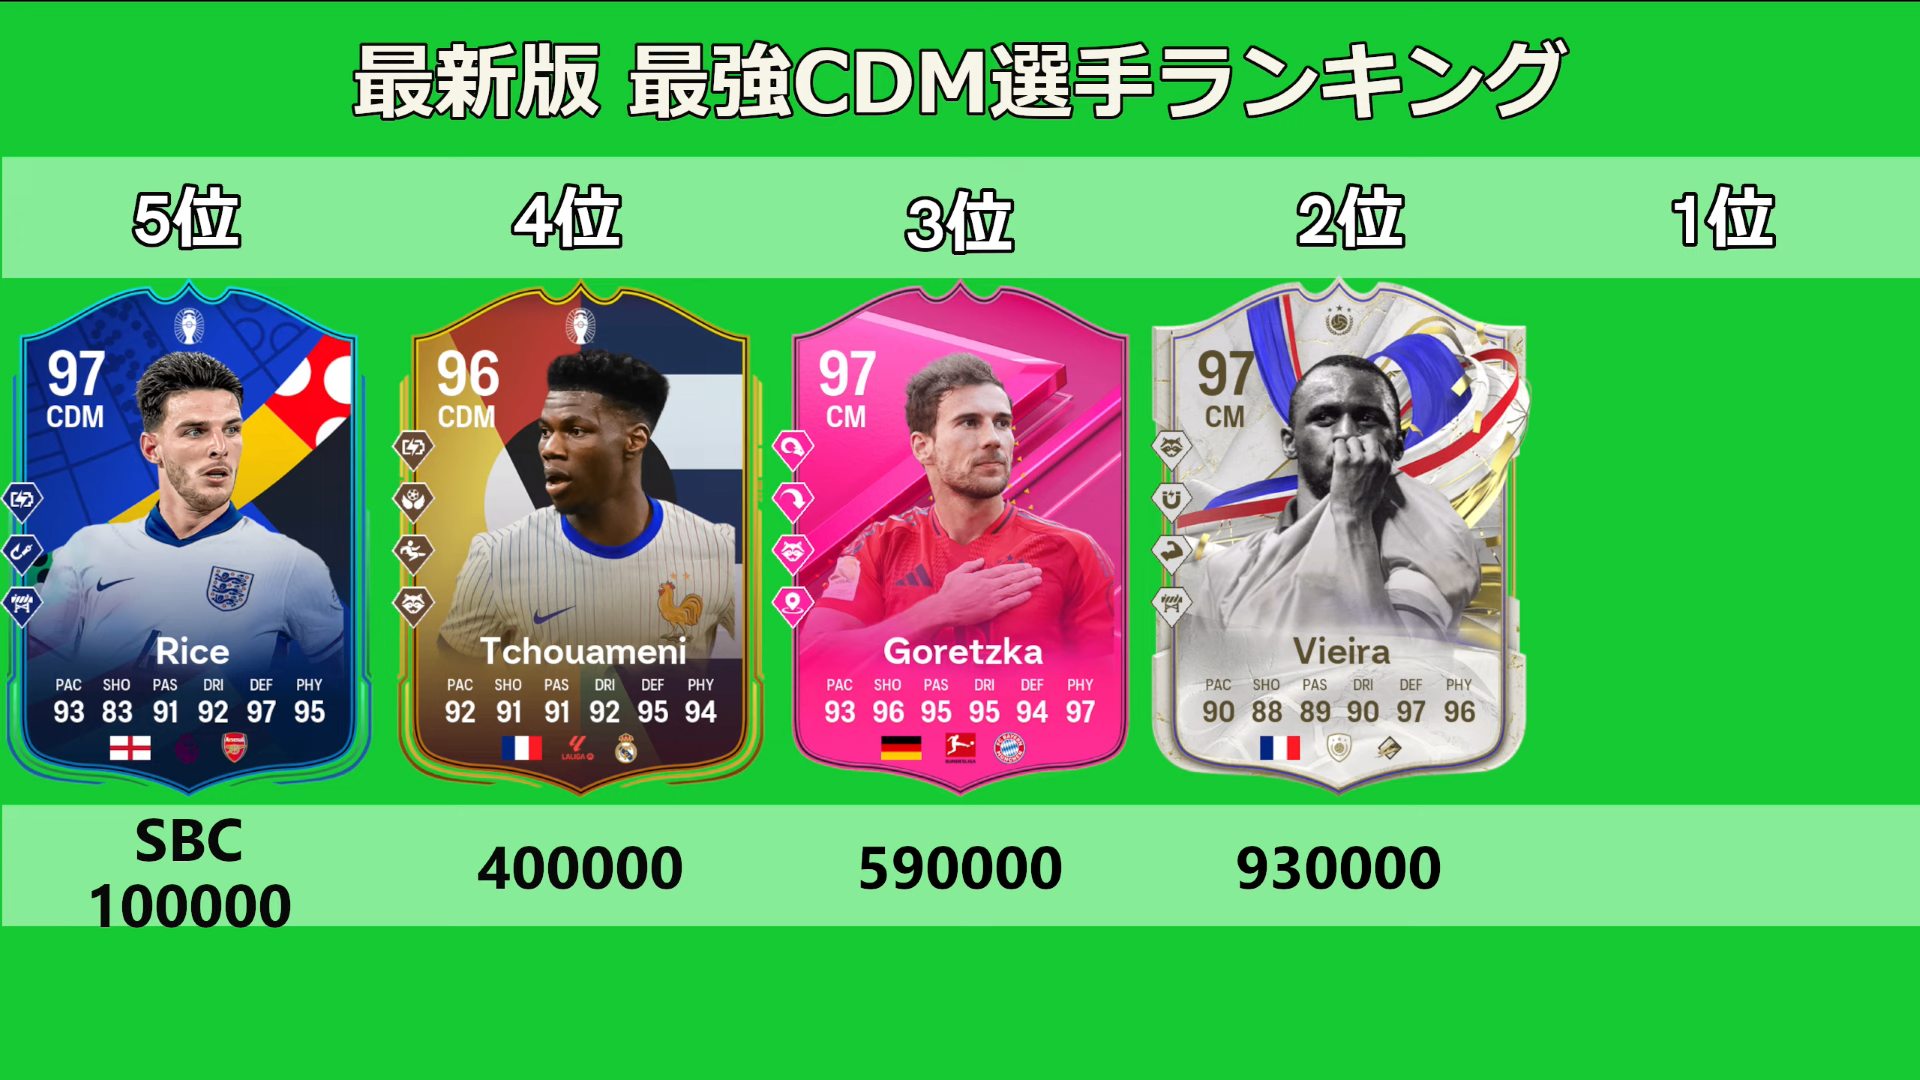 最新版 最強CDM選手ランキング
5位 4位 3位 2位 1位
97
CDM
Rice
PAC SHO PAS DRI DEF PHY
93 83 91 92 97 95
96
CDM
Tchouameni
PAC SHO PAS DRI DEF PHY
92 91 91 92 95 94
LALIGA
97
CM
Goretzka
PAC SHO PAS DRI DEF PHY
93 96 95 95 94 97
BUNDESLIGA
97
CM
Vieira
PAC SHO PAS DRI DEF PHY
90 88 89 90 97 96
SBC
100000
400000
590000
930000